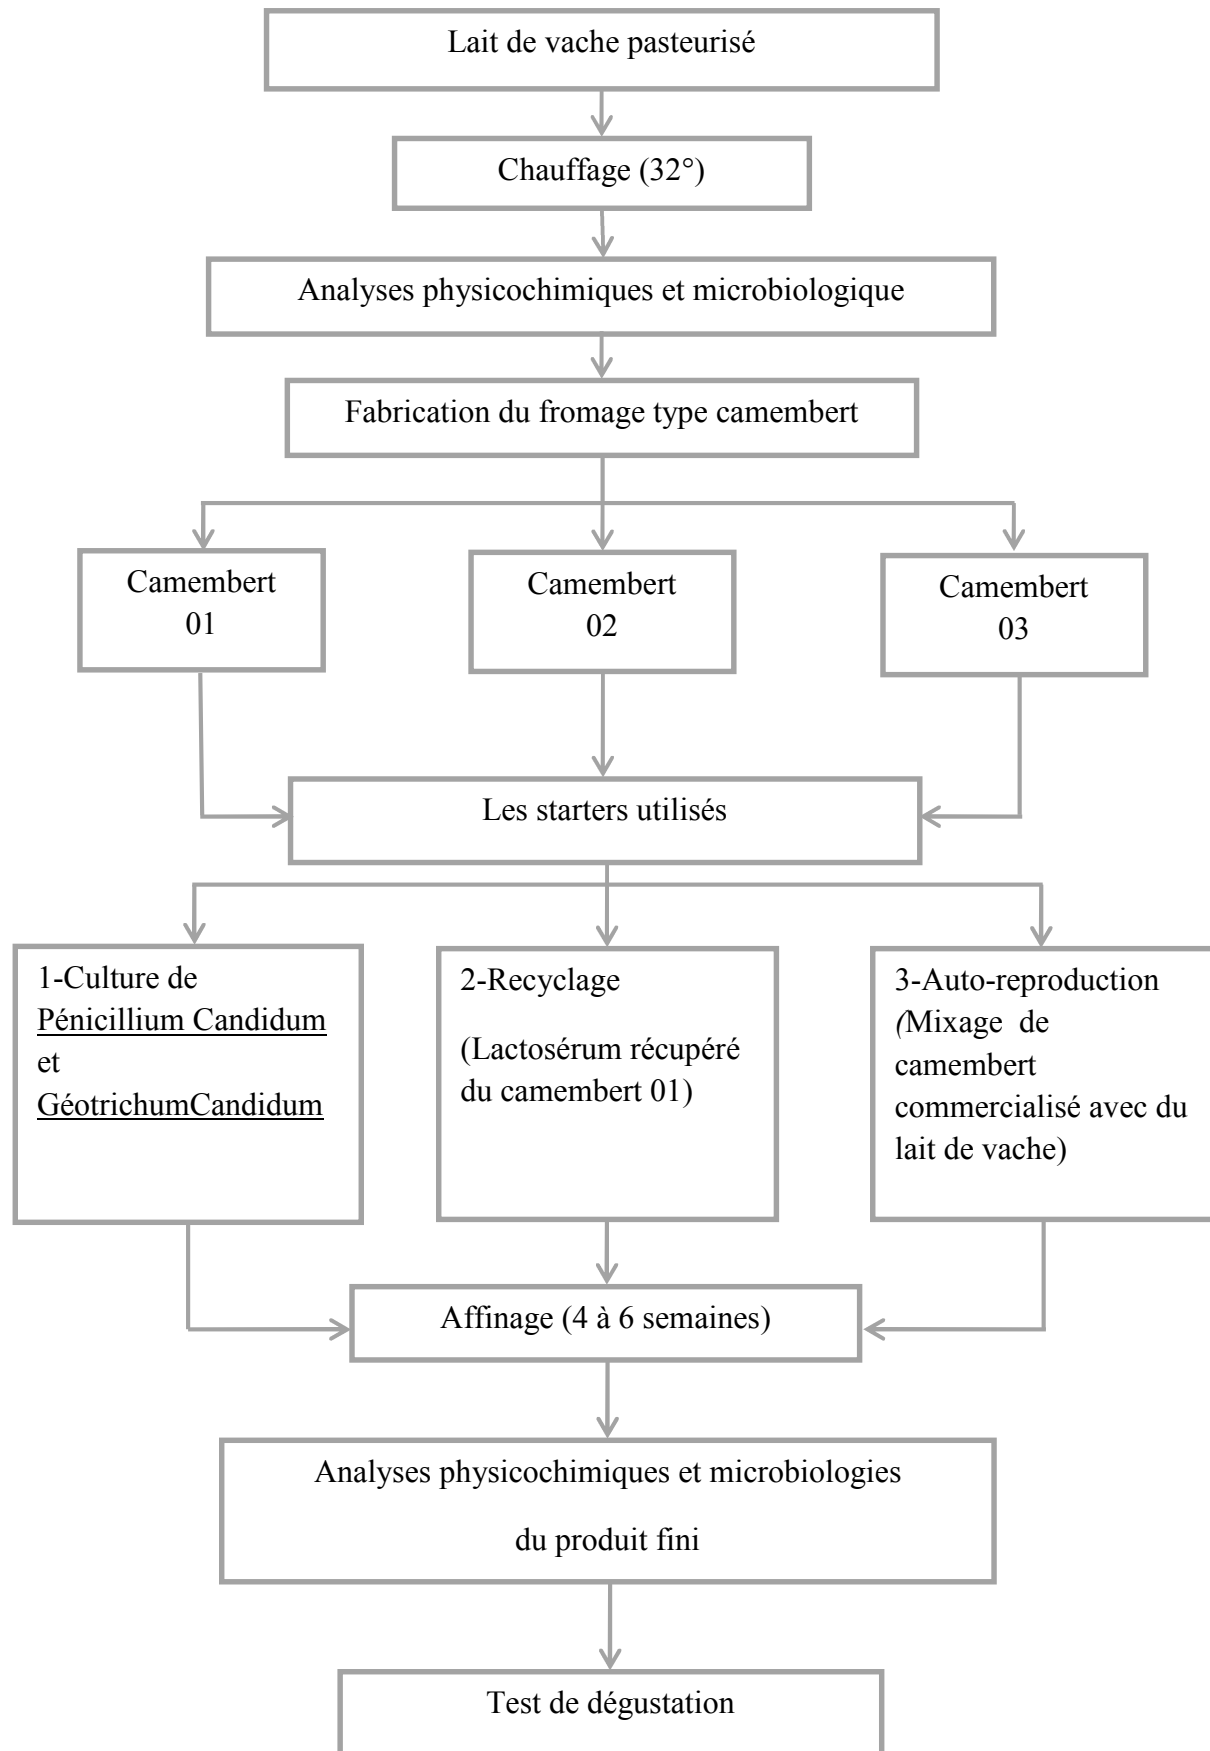 Lait de vache pasteurisé
Chauffage (32°)
Analyses physicochimiques et microbiologique
Fabrication du fromage type camembert
Camembert
01
Camembert
02
Camembert
03
Les starters utilisés
1-Culture de
Pénicillium Candidum
et
GéotrichumCandidum
2-Recyclage
(Lactosérum récupéré
du camembert 01)
3-Auto-reproduction
(Mixage de
camembert
commercialisé avec du
lait de vache)
Affinage (4 à 6 semaines)
Analyses physicochimiques et microbiologies
du produit fini
Test de dégustation